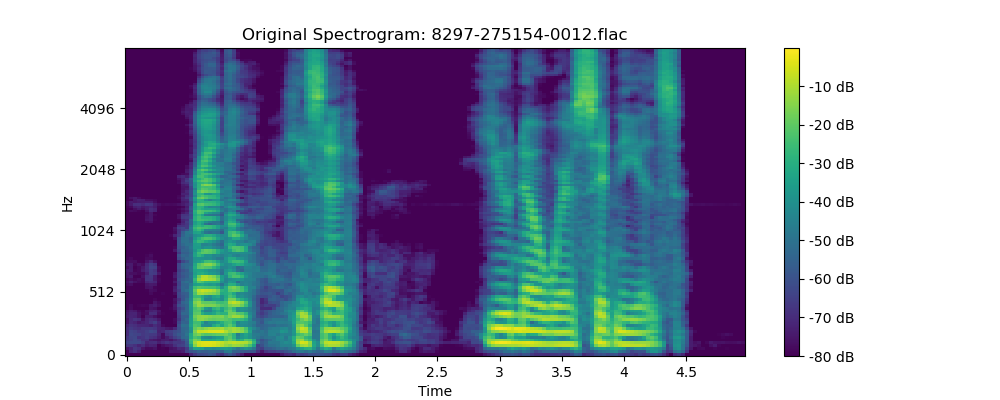 Original Spectrogram: 8297-275154-0012.flac
Hz
4096
2048
1024
512
0
0 0.5 1 1.5 2 2.5 3 3.5 4 4.5
Time
-10 dB
-20 dB
-30 dB
-40 dB
-50 dB
-60 dB
-70 dB
-80 dB